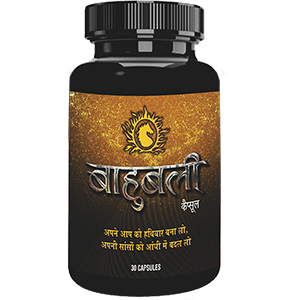 बाहुबली
कैप्सूल
अपने आप को हथियार बना लो,
अपनी सांसों को आंधी में बदल लो
30 CAPSULES